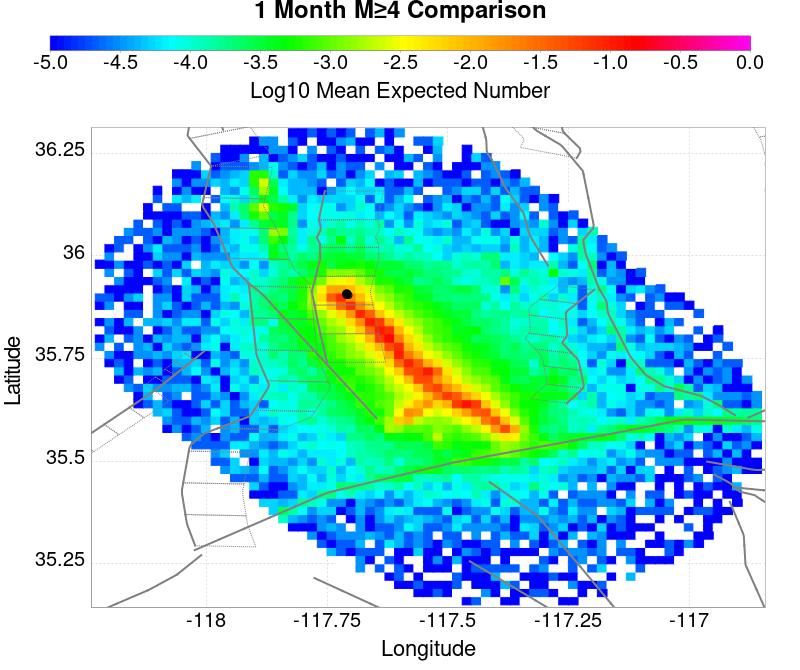 1 Month M≥4 Comparison
-5.0 -4.5 -4.0 -3.5 -3.0 -2.5 -2.0 -1.5 -1.0 -0.5 0.0
Log10 Mean Expected Number
36.25
36
35.75
35.5
35.25
Latitude
-118 -117.75 -117.5 -117.25 -117
Longitude